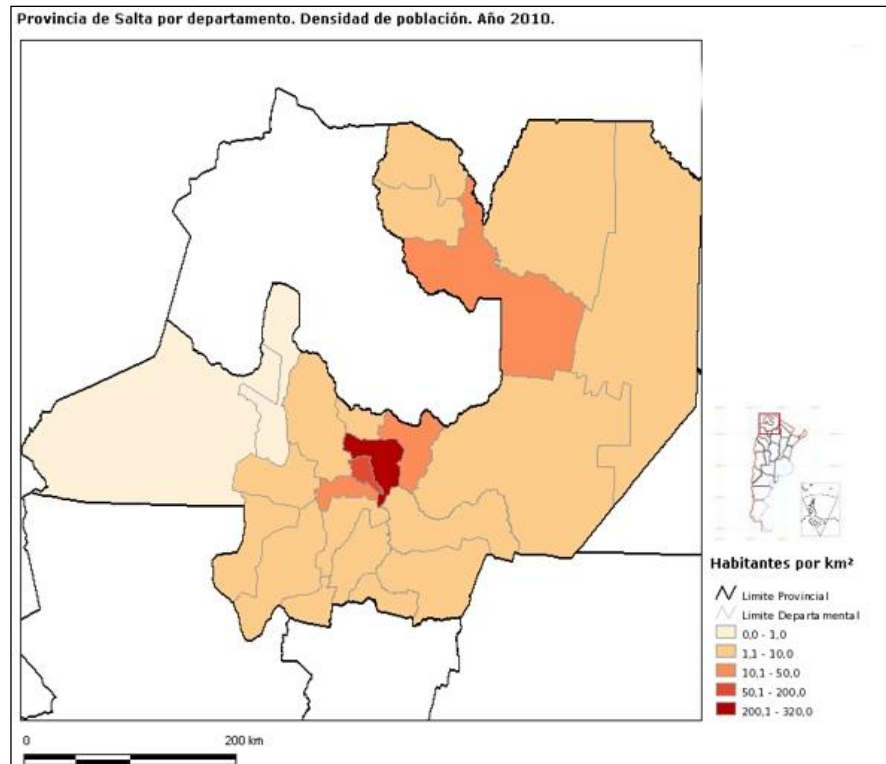 Provincia de Salta por departamento. Densidad de población. Año 2010.
Habitantes por km²
Limite Provincial
Limite Departamental
0,0 - 1,0
1,1 - 10,0
10,1 - 50,0
50,1 - 200,0
200,1 - 320,0
0 200 km